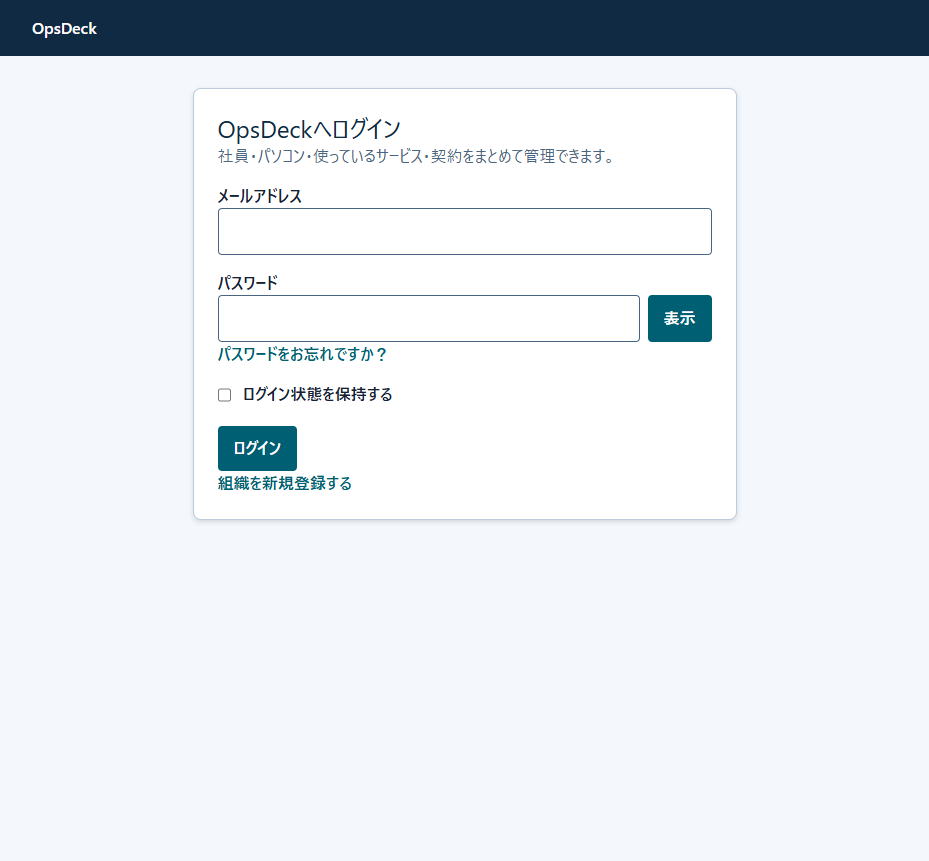 OpsDeck
OpsDeckへログイン
社員・パソコン・使っているサービス・契約をまとめて管理できます。
メールアドレス
パスワード
表示
パスワードをお忘れですか？
ログイン状態を保持する
ログイン
組織を新規登録する